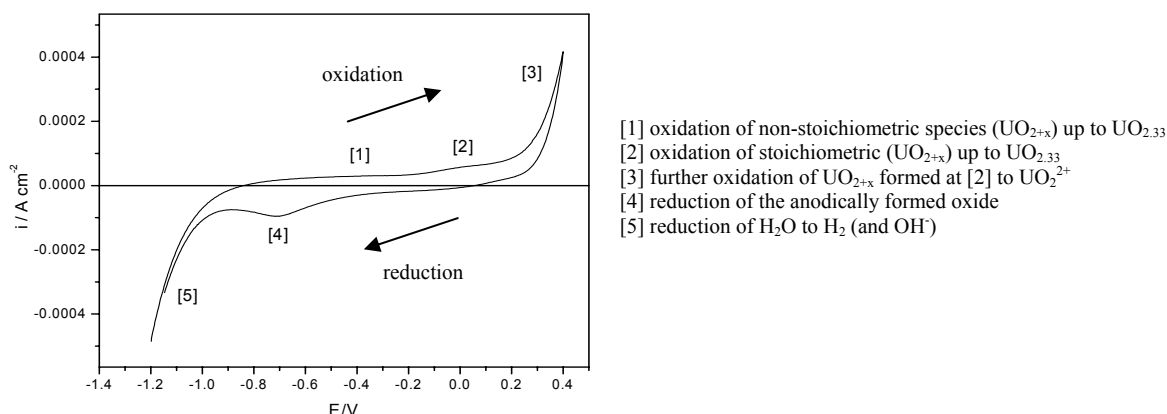 0.0004
0.0002
0.0000
-0.0002
-0.0004
i / A cm-2
-1.4 -1.2 -1.0 -0.8 -0.6 -0.4 -0.2 0.0 0.2 0.4
E/V
oxidation
reduction
[1]
[2]
[3]
[4]
[5]
[1] oxidation of non-stoichiometric species (UO2+x) up to UO2.33
[2] oxidation of stoichiometric (UO2+x) up to UO2.33
[3] further oxidation of UO2+x formed at [2] to UO2 2+
[4] reduction of the anodically formed oxide
[5] reduction of H2O to H2 (and OH-)